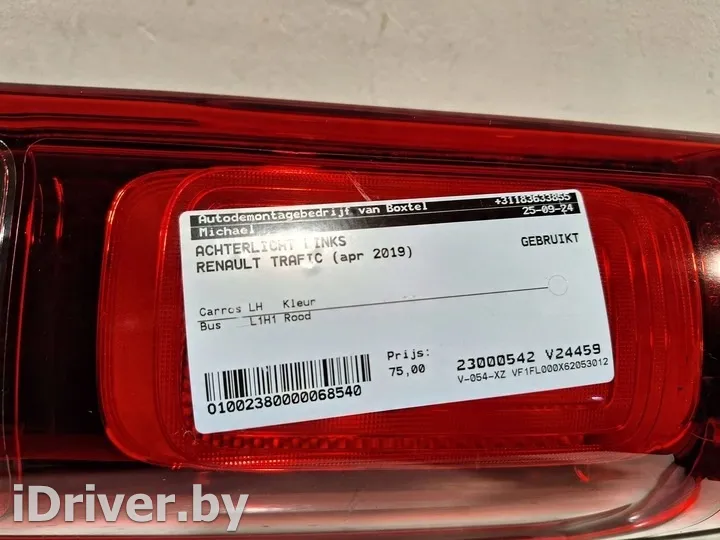 Autodemontagebedrijf van Boxtel +31183633055
Michael 25-09-24
ACHTERLICHT LINKS GEBRUIKT
RENAULT TRAFIC (apr 2019)
Carros LH Kleur
Bus L1H1 Rood
Prijs:
75,00
23000542 V24459
V-054-XZ VF1FL000X62053012
01002380000068540
iDriver.by